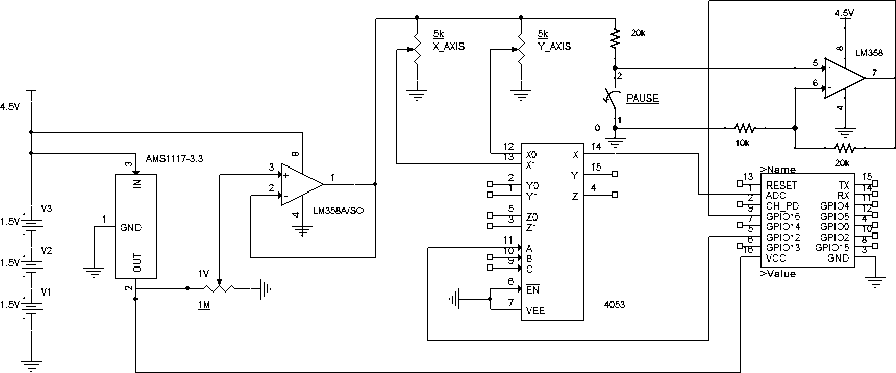 4.5V
5k
X_AXIS
5k
Y_AXIS
20k
4.5V
8
LM358
5
7
6
4
2
PAUSE
1
0
10k
20k
4.5V
AMS1117-3.3
3
IN
GND
1
OUT
2
8
3
+
2
-
1
4
LM358A/SO
V3
1.5V
V2
1.5V
V1
1.5V
1V
1M
12
X0
X
14
13
X1
Y
15
2
Y0
Z
4
1
Y1
5
Z0
3
Z1
11
A
10
B
9
C
6
EN
7
VEE
4053
>Name
13
RESET
TX
15
1
ADC
RX
14
2
CH_PD
GPIO4
11
9
GPIO16
GPIO5
12
7
GPIO14
GPIO0
4
5
GPIO12
GPIO2
10
6
GPIO13
GPIO15
8
16
VCC
GND
3
>Value